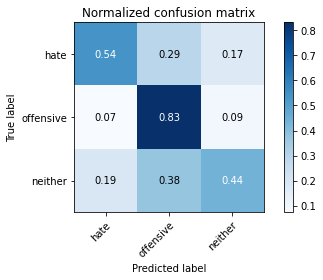 Normalized confusion matrix
True label
hate 0.54 0.29 0.17
offensive 0.07 0.83 0.09
neither 0.19 0.38 0.44
hate offensive neither
Predicted label
0.8
0.7
0.6
0.5
0.4
0.3
0.2
0.1